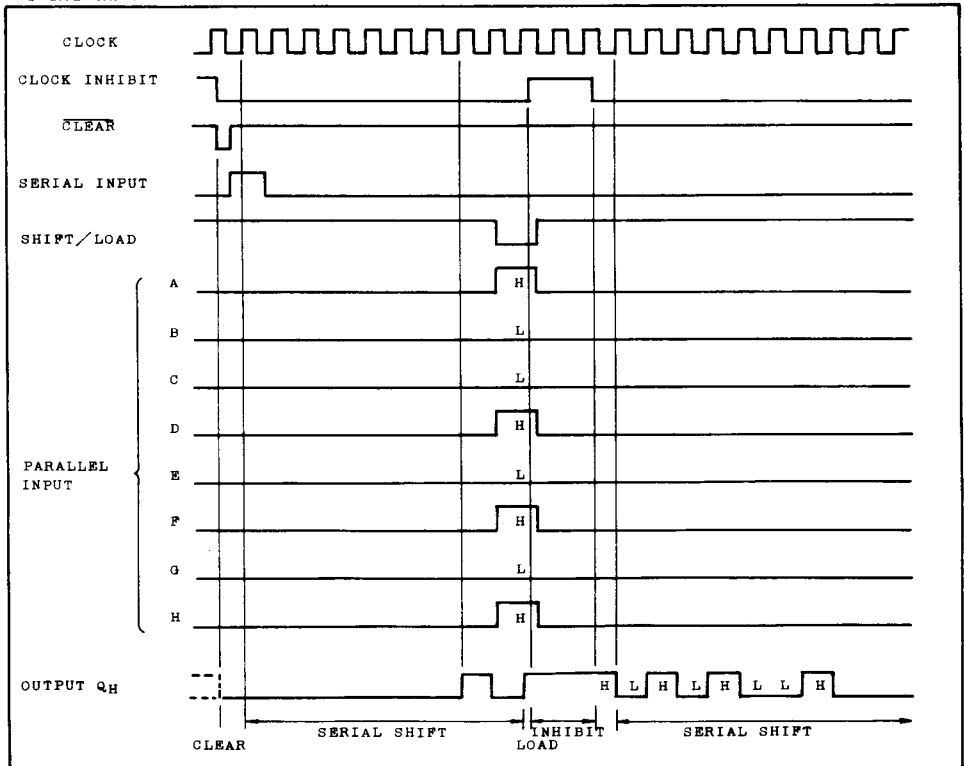 CLOCK
CLOCK INHIBIT
CLEAR
SERIAL INPUT
SHIFT/LOAD
A H
B L
C L
D H
PARALLEL
INPUT
E L
F H
G L
H H
OUTPUT QH H L H L H L L H
SERIAL SHIFT INHIBIT SERIAL SHIFT
CLEAR LOAD